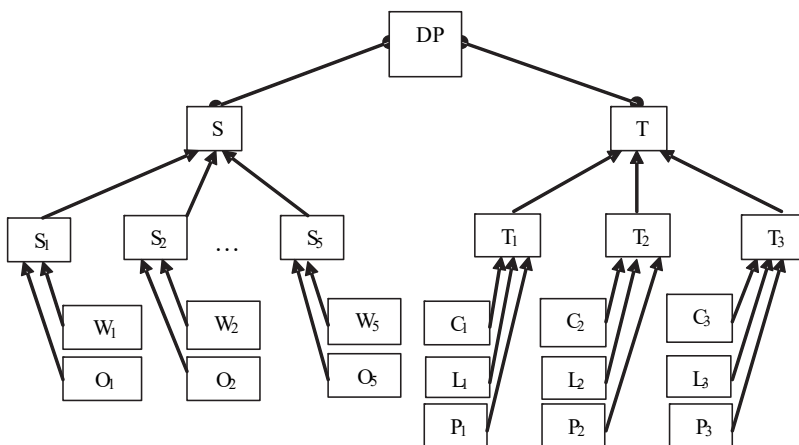 DP
S T
S₁ S₂ … S₅ T₁ T₂ T₃
W₁ W₂ W₅ C₁ C₂ C₃
O₁ O₂ O₅ L₁ L₂ L₃
P₁ P₂ P₃